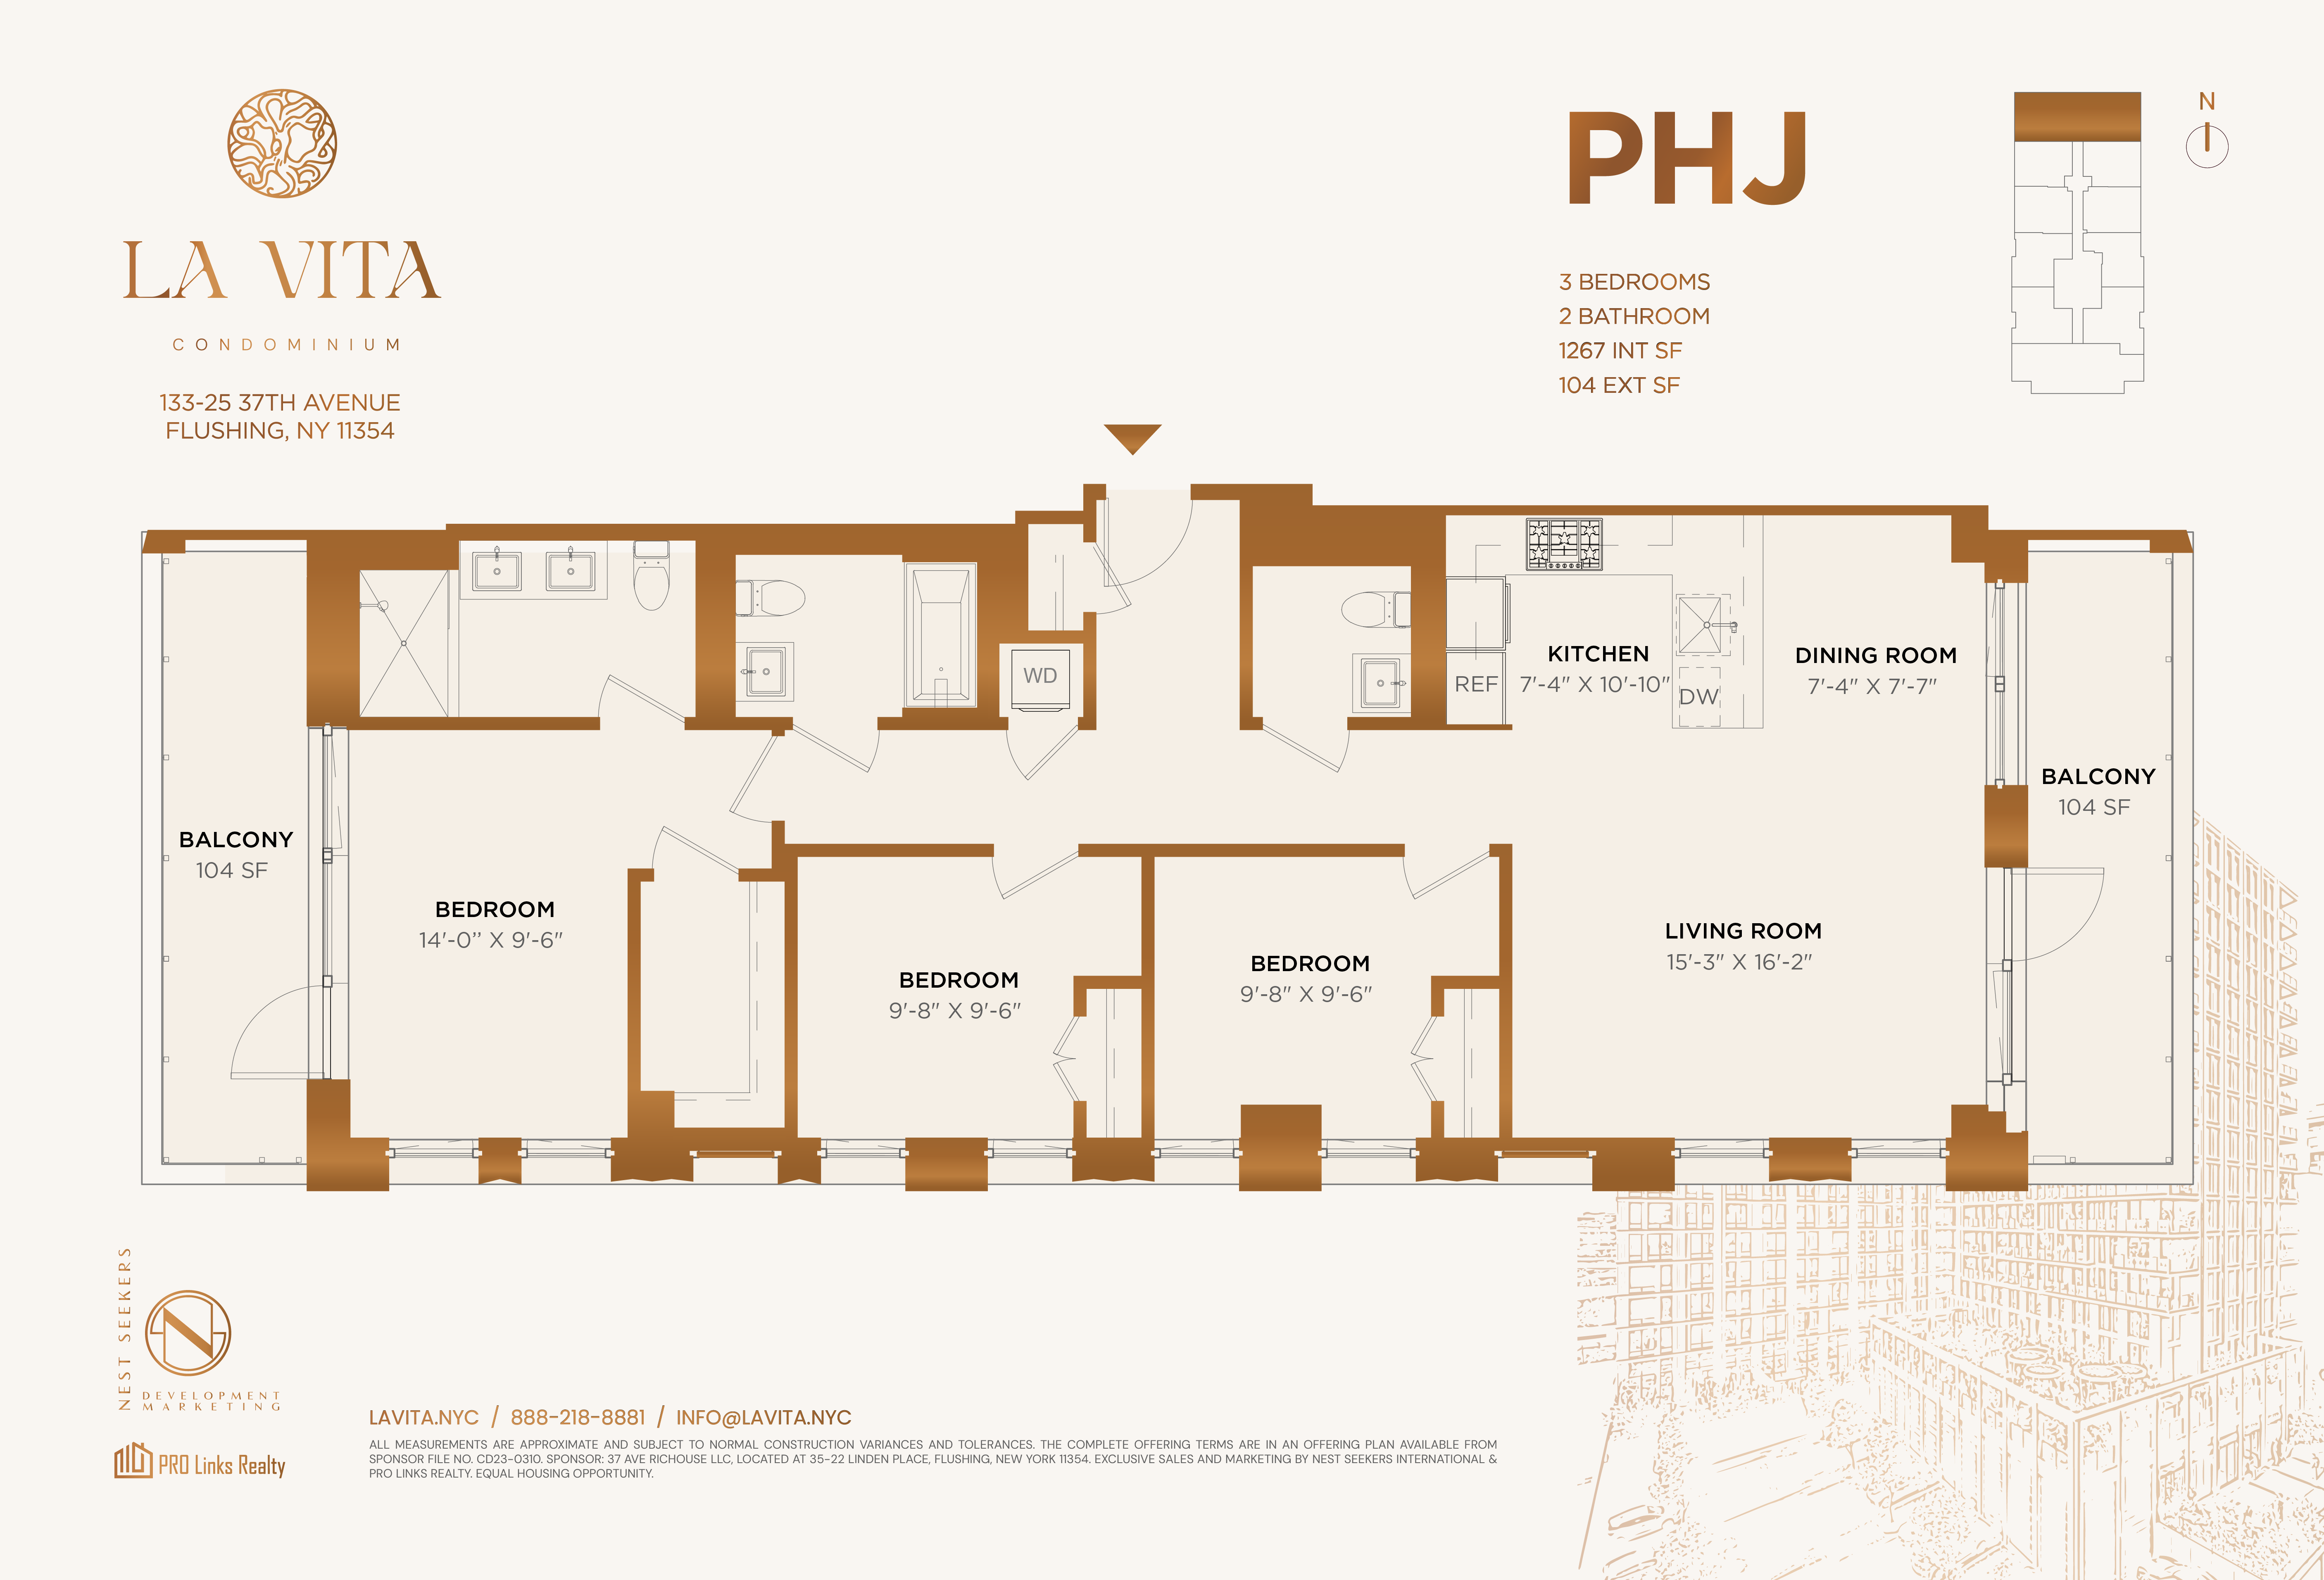 LA VITA
CONDOMINIUM
133-25 37TH AVENUE
FLUSHING, NY 11354
PHJ
3 BEDROOMS
2 BATHROOM
1267 INT SF
104 EXT SF
N
WD
REF
KITCHEN
7'-4" X 10'-10"
DW
DINING ROOM
7'-4" X 7'-7"
BALCONY
104 SF
BALCONY
104 SF
BEDROOM
14'-0’’ X 9'-6"
BEDROOM
9'-8" X 9'-6"
BEDROOM
9'-8" X 9'-6"
LIVING ROOM
15'-3" X 16'-2"
NEST SEEKERS
N
DEVELOPMENT
MARKETING
PRO Links Realty
LAVITA.NYC / 888-218-8881 / INFO@LAVITA.NYC
ALL MEASUREMENTS ARE APPROXIMATE AND SUBJECT TO NORMAL CONSTRUCTION VARIANCES AND TOLERANCES. THE COMPLETE OFFERING TERMS ARE IN AN OFFERING PLAN AVAILABLE FROM
SPONSOR FILE NO. CD23-0310. SPONSOR: 37 AVE RICHOUSE LLC, LOCATED AT 35-22 LINDEN PLACE, FLUSHING, NEW YORK 11354. EXCLUSIVE SALES AND MARKETING BY NEST SEEKERS INTERNATIONAL &
PRO LINKS REALTY. EQUAL HOUSING OPPORTUNITY.